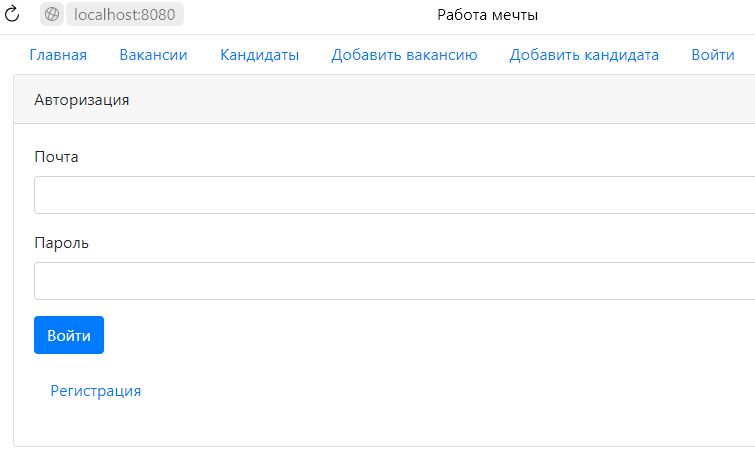 localhost:8080 Работа мечты
Главная Вакансии Кандидаты Добавить вакансию Добавить кандидата Войти
Авторизация
Почта
Пароль
Войти
Регистрация